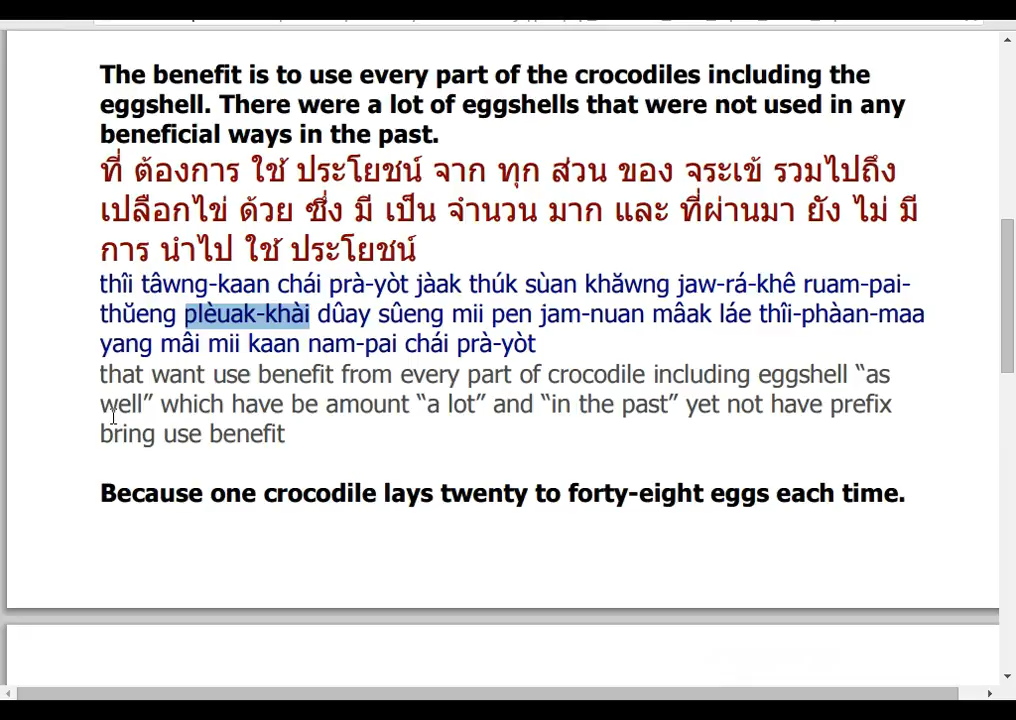 The benefit is to use every part of the crocodiles including the
eggshell. There were a lot of eggshells that were not used in any
beneficial ways in the past.
ที่ ต้องการ ใช้ ประโยชน์ จาก ทุก ส่วน ของ จระเข้ รวมไปถึง
เปลือกไข่ ด้วย ซึ่ง มี เป็น จำนวน มาก และ ที่ผ่านมา ยัง ไม่ มี
การ นำไป ใช้ ประโยชน์
thîi tâwng-kaan chái prà-yòt jàak thúk sùan khǎwng jaw-rá-khê ruam-pai-
thǔeng plèuak-khài dûay sûeng mii pen jam-nuan mâak láe thîi-phàan-maa
yang mâi mii kaan nam-pai chái prà-yòt
that want use benefit from every part of crocodile including eggshell “as
well” which have be amount “a lot” and “in the past” yet not have prefix
bring use benefit
Because one crocodile lays twenty to forty-eight eggs each time.